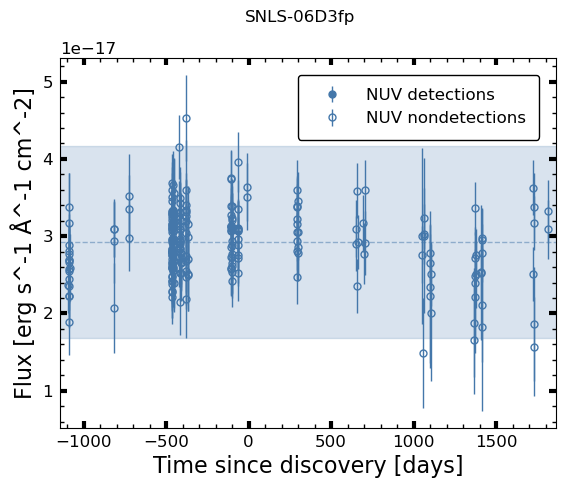 SNLS-06D3fp
1e−17
NUV detections
NUV nondetections
5
4
3
2
1
Flux [erg s^-1 Å^-1 cm^-2]
−1000
−500
0
500
1000
1500
Time since discovery [days]